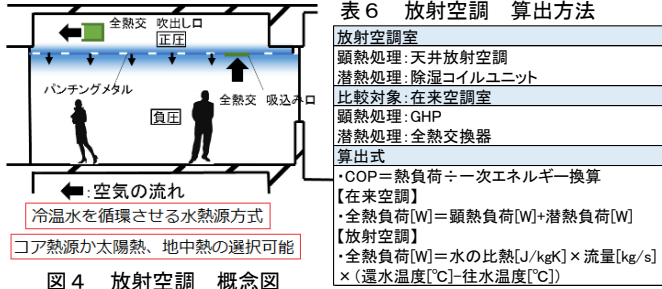 全熱交 吹出し口
正圧
パンチングメタル
全熱交 吸込み口
負圧
:空気の流れ
冷温水を循環させる水熱源方式
コア熱源か太陽熱、地中熱の選択可能
図4 放射空調 概念図
表6 放射空調 算出方法
放射空調室
顕熱処理:天井放射空調
潜熱処理:除湿コイルユニット
比較対象:在来空調室
顕熱処理:GHP
潜熱処理:全熱交換器
算出式
・COP=熱負荷÷一次エネルギー換算
【在来空調】
・全熱負荷[W]=顕熱負荷[W]+潜熱負荷[W]
【放射空調】
・全熱負荷[W]=水の比熱[J/kgK]×流量[kg/s]
×(還水温度[℃]-往水温度[℃])